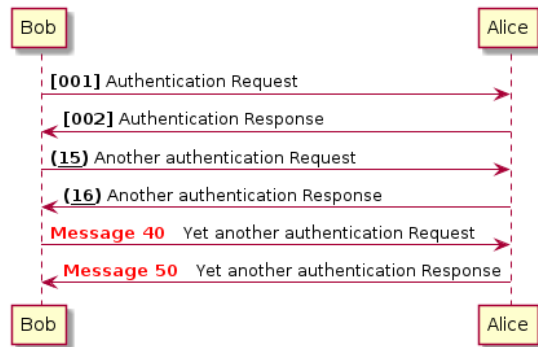 Bob
Alice
[001] Authentication Request
[002] Authentication Response
(15) Another authentication Request
(16) Another authentication Response
Message 40 Yet another authentication Request
Message 50 Yet another authentication Response
Bob
Alice